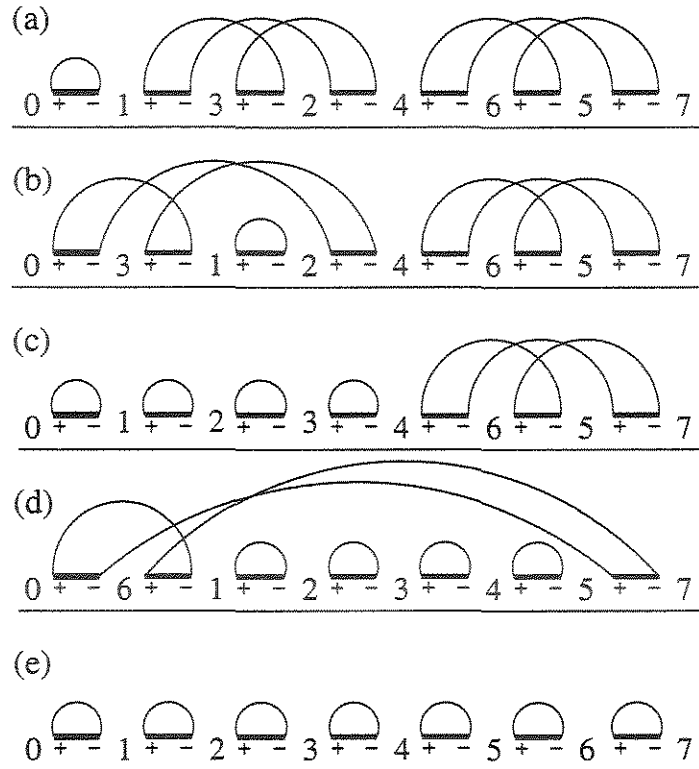 (a)
0 + - 1 + - 3 + - 2 + - 4 + - 6 + - 5 + - 7
(b)
0 + - 3 + - 1 + - 2 + - 4 + - 6 + - 5 + - 7
(c)
0 + - 1 + - 2 + - 3 + - 4 + - 6 + - 5 + - 7
(d)
0 + - 6 + - 1 + - 2 + - 3 + - 4 + - 5 + - 7
(e)
0 + - 1 + - 2 + - 3 + - 4 + - 5 + - 6 + - 7